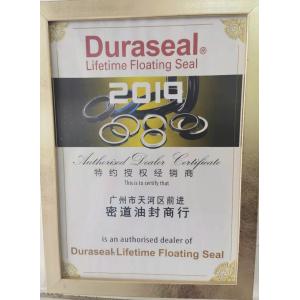 Duraseal®
Lifetime Floating Seal
2019
Authorised Dealer Certificate
特约授权经销商
This is to certify that
广州市天河区前进
密道油封商行
is an authorised dealer of
Duraseal® Lifetime Floating Seal